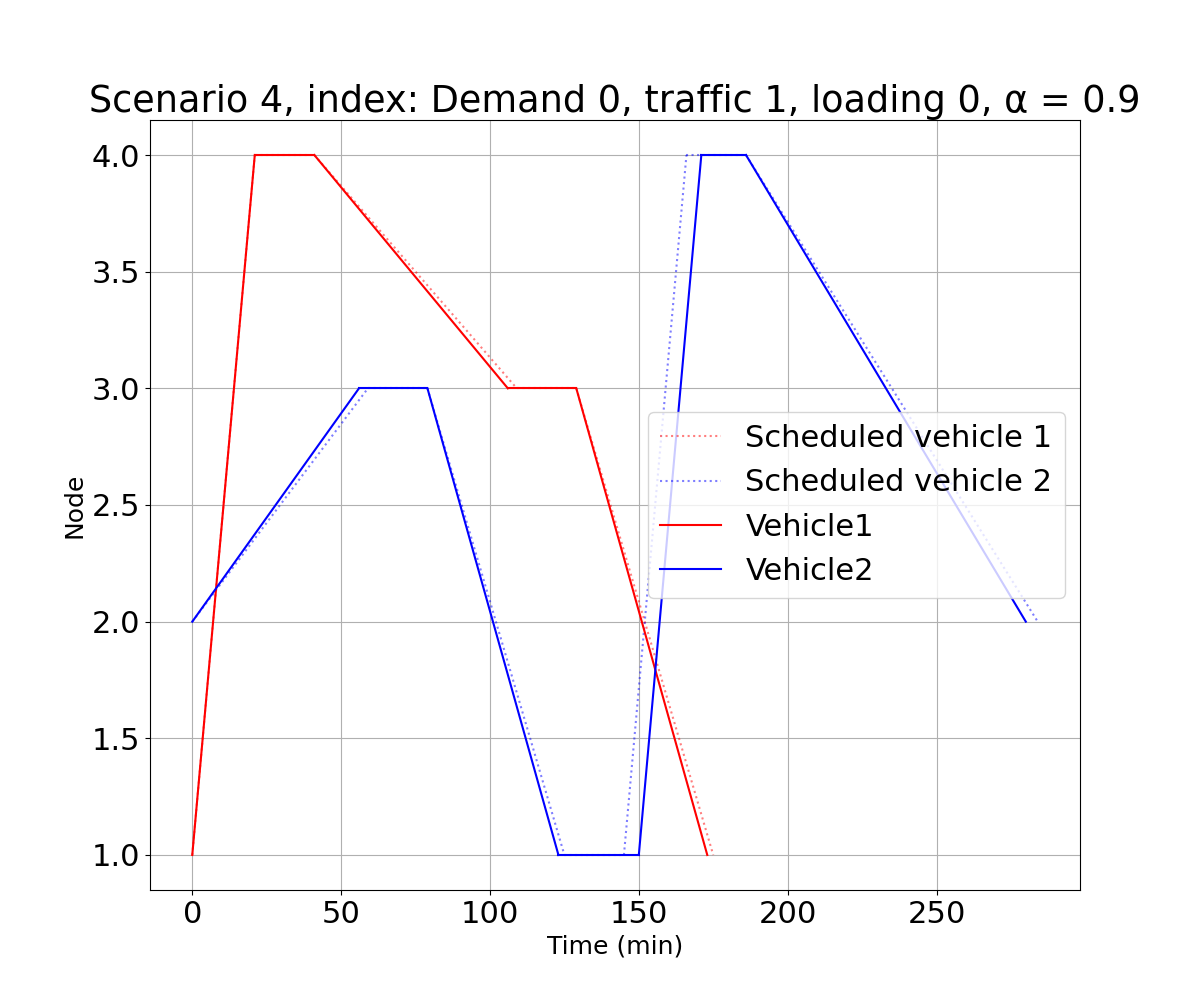 Scenario 4, index: Demand 0, traffic 1, loading 0, α = 0.9
4.0
3.5
3.0
2.5
2.0
1.5
1.0
Node
Scheduled vehicle 1
Scheduled vehicle 2
Vehicle1
Vehicle2
0 50 100 150 200 250
Time (min)